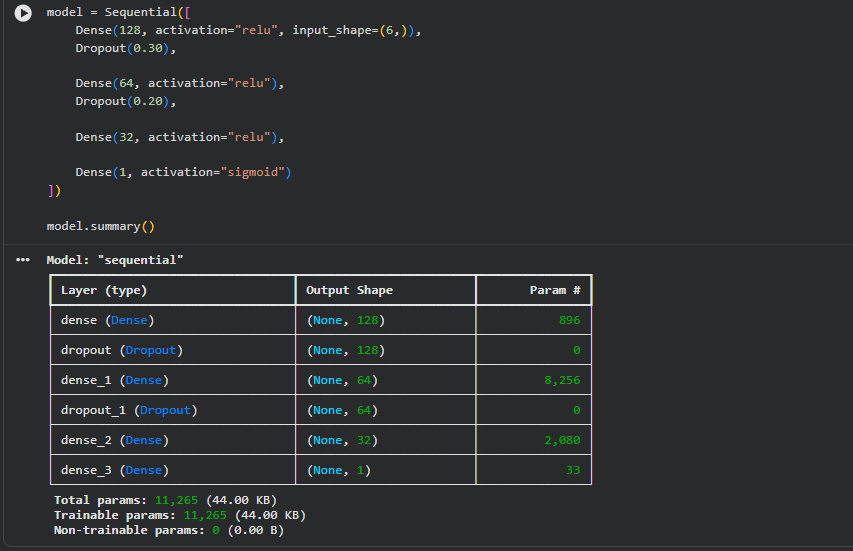 model = Sequential([
    Dense(128, activation="relu", input_shape=(6,)),
    Dropout(0.30),
    Dense(64, activation="relu"),
    Dropout(0.20),
    Dense(32, activation="relu"),
    Dense(1, activation="sigmoid")
])
model.summary()
Model: "sequential"
Layer (type) Output Shape Param #
dense (Dense) (None, 128) 896
dropout (Dropout) (None, 128) 0
dense_1 (Dense) (None, 64) 8,256
dropout_1 (Dropout) (None, 64) 0
dense_2 (Dense) (None, 32) 2,080
dense_3 (Dense) (None, 1) 33
Total params: 11,265 (44.00 KB)
Trainable params: 11,265 (44.00 KB)
Non-trainable params: 0 (0.00 B)